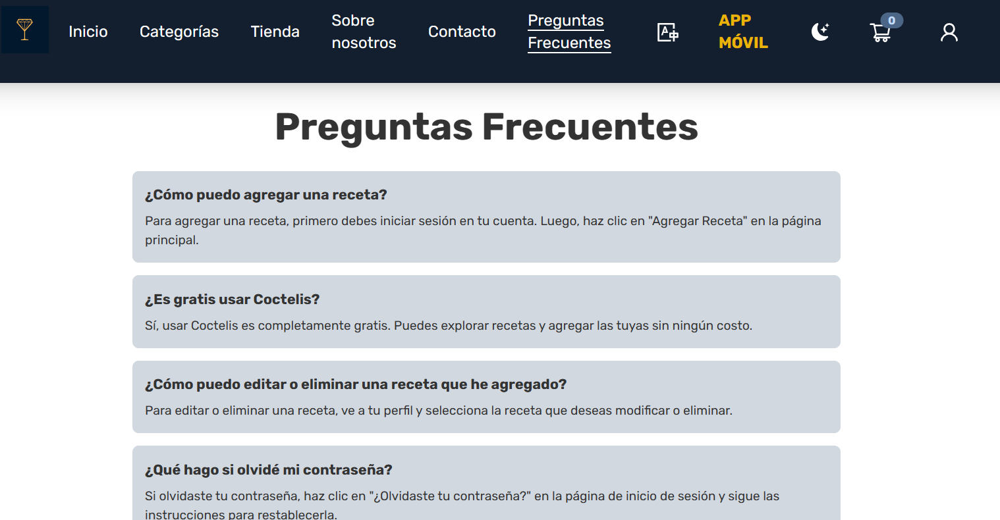 Inicio
Categorías
Tienda
Sobre
nosotros
Contacto
Preguntas
Frecuentes
A
APP
MÓVIL
0
Preguntas Frecuentes
¿Cómo puedo agregar una receta?
Para agregar una receta, primero debes iniciar sesión en tu cuenta. Luego, haz clic en "Agregar Receta" en la página
principal.
¿Es gratis usar Coctelis?
Sí, usar Coctelis es completamente gratis. Puedes explorar recetas y agregar las tuyas sin ningún costo.
¿Cómo puedo editar o eliminar una receta que he agregado?
Para editar o eliminar una receta, ve a tu perfil y selecciona la receta que deseas modificar o eliminar.
¿Qué hago si olvidé mi contraseña?
Si olvidaste tu contraseña, haz clic en "¿Olvidaste tu contraseña?" en la página de inicio de sesión y sigue las
instrucciones para restablecerla.